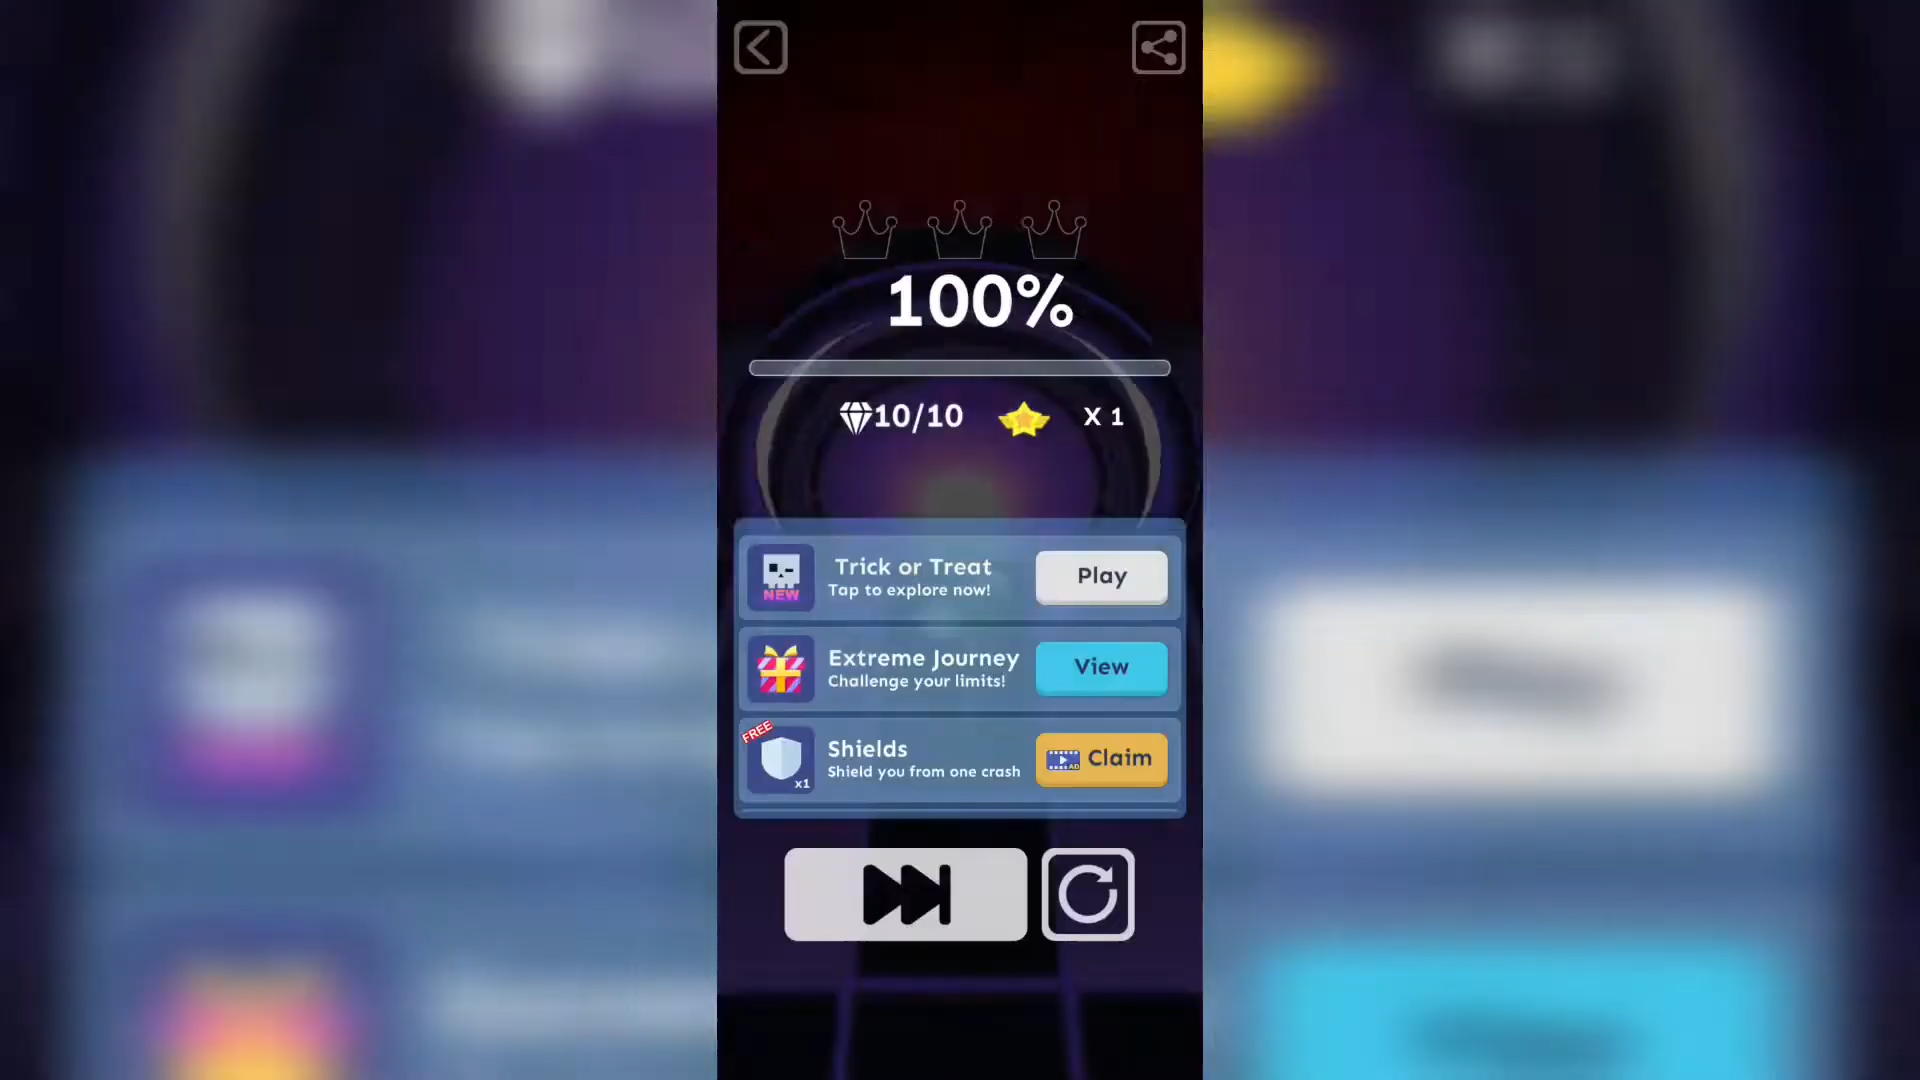 100%
10/10 X 1
Trick or Treat
Tap to explore now!
NEW
Play
Extreme Journey
Challenge your limits!
View
FREE
x1
Shields
Shield you from one crash
AD
Claim